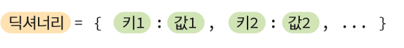 딕셔너리 = { 키1 : 값1 , 키2 : 값2 , ... }